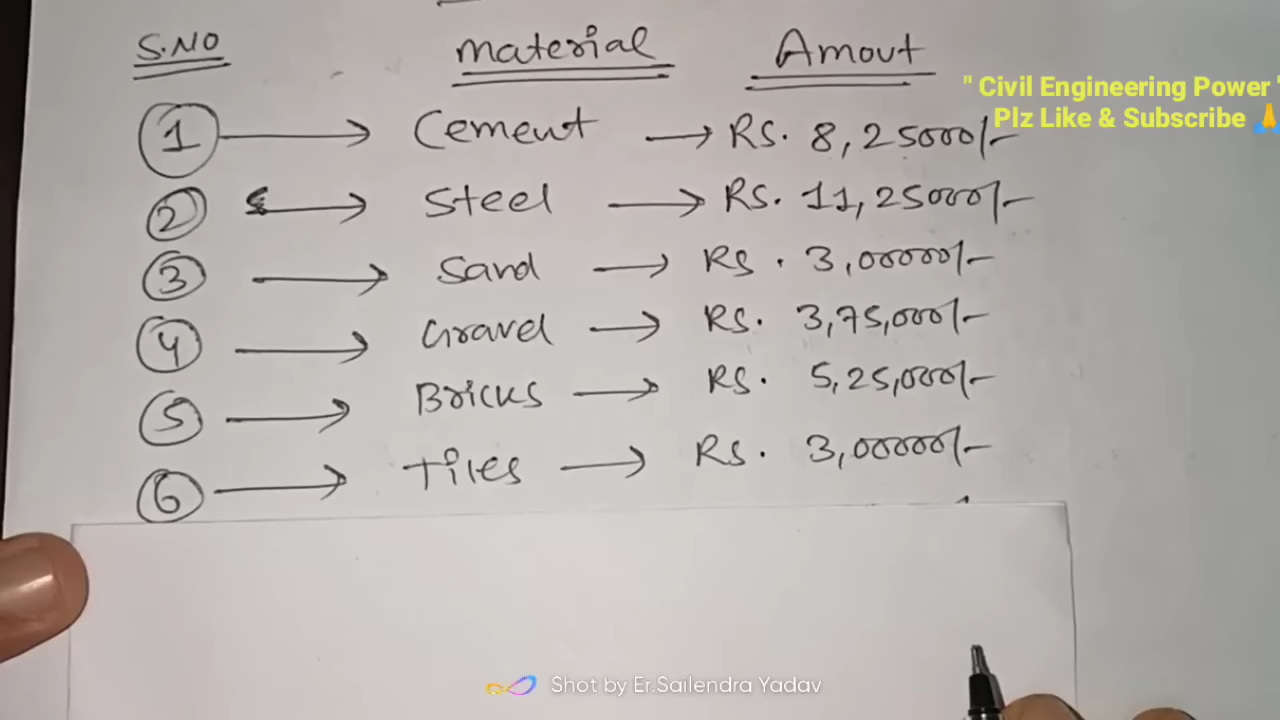 S.NO Material Amout
" Civil Engineering Power "
Plz Like & Subscribe 🙏
1 → Cement → RS. 8,25000/-
2 → Steel → RS. 11,25000/-
3 → Sand → RS. 3,00000/-
4 → Gravel → RS. 3,75,000/-
5 → Bricks → RS. 5,25,000/-
6 → Tiles → RS. 3,00000/-
Shot by Er.Sailendra Yadav